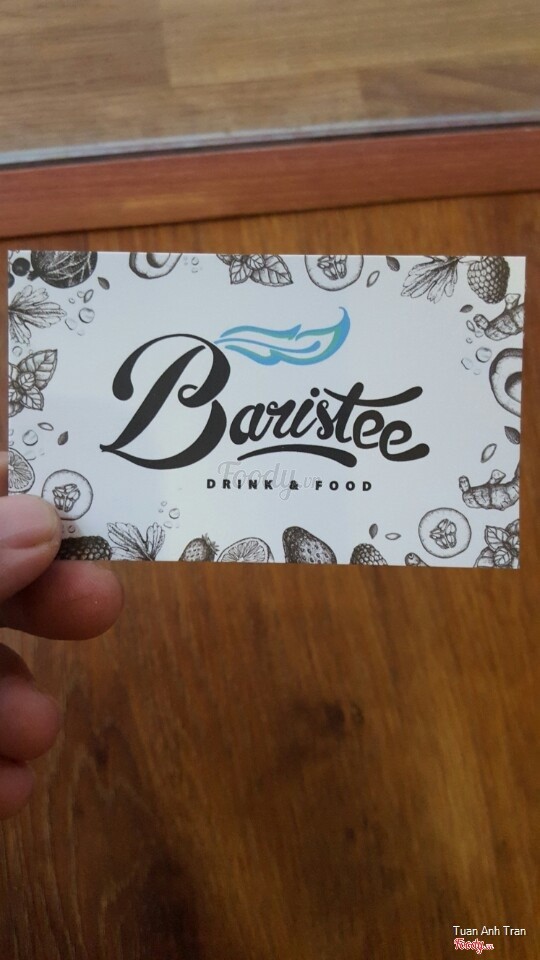 Baristee
Foody.vn
DRINK & FOOD
Tuan Anh Tran
Foody.vn